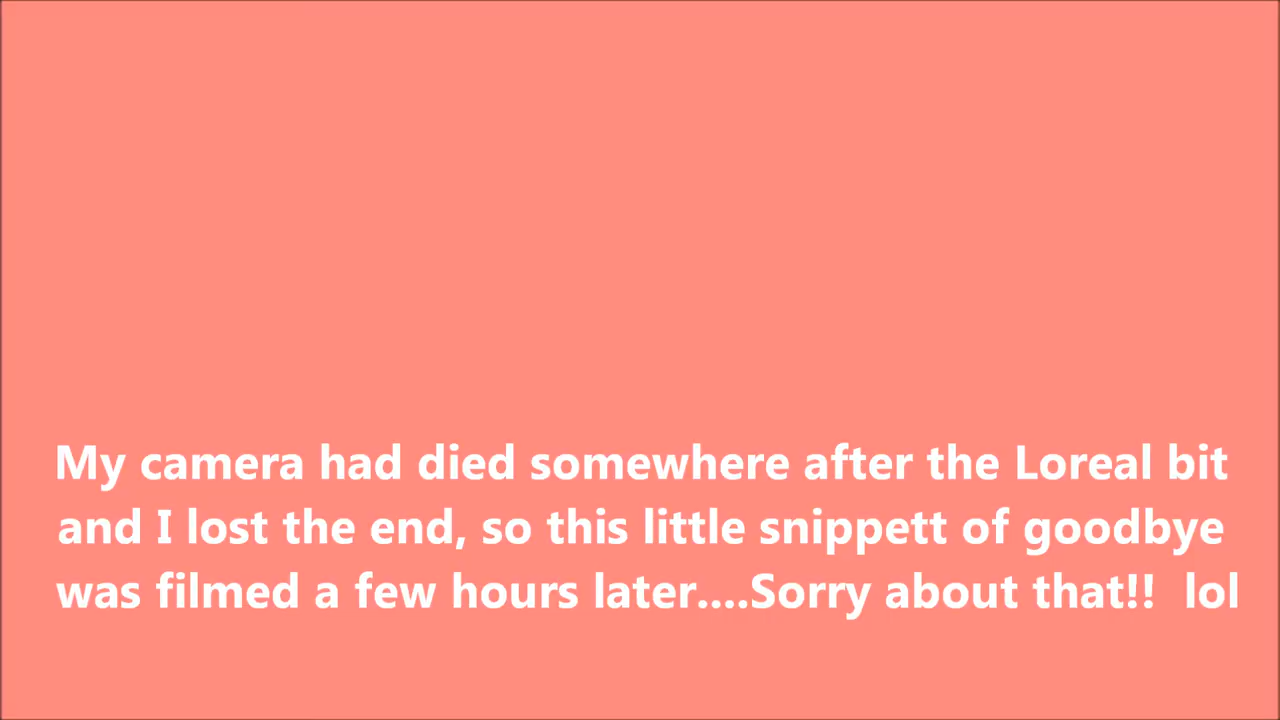 My camera had died somewhere after the Loreal bit
and I lost the end, so this little snippett of goodbye
was filmed a few hours later....Sorry about that!!  lol